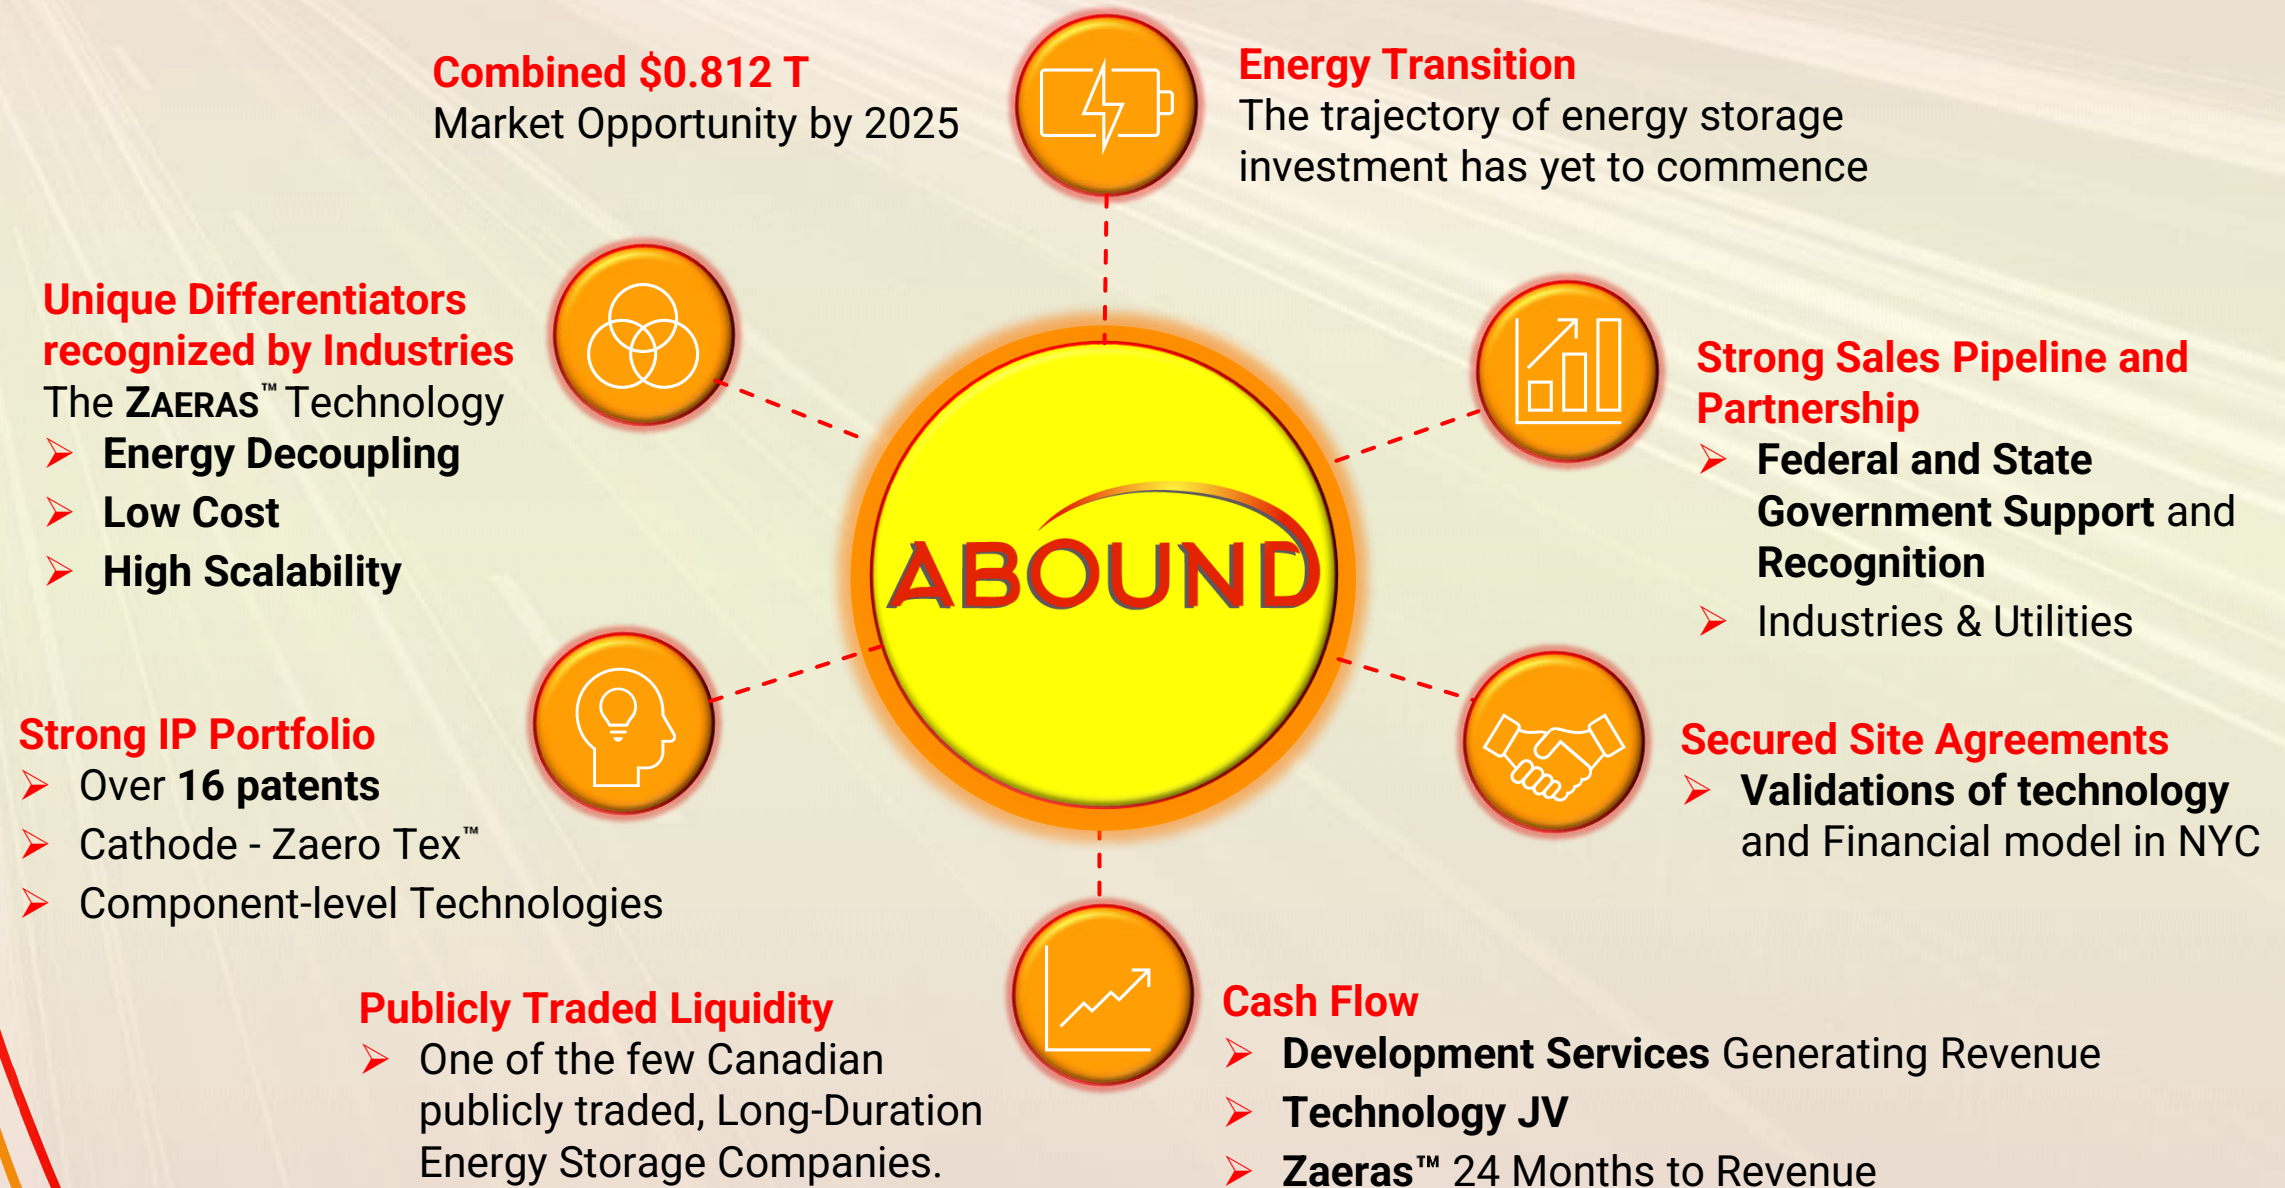 Combined $0.812 T
Market Opportunity by 2025
Energy Transition
The trajectory of energy storage
investment has yet to commence
Unique Differentiators
recognized by Industries
The ZAERAS™ Technology
➢ Energy Decoupling
➢ Low Cost
➢ High Scalability
Strong Sales Pipeline and
Partnership
➢ Federal and State
Government Support and
Recognition
➢ Industries & Utilities
ABOUND
Strong IP Portfolio
➢ Over 16 patents
➢ Cathode - Zaero Tex™
➢ Component-level Technologies
Secured Site Agreements
➢ Validations of technology
and Financial model in NYC
Publicly Traded Liquidity
➢ One of the few Canadian
publicly traded, Long-Duration
Energy Storage Companies.
Cash Flow
➢ Development Services Generating Revenue
➢ Technology JV
➢ Zaeras™ 24 Months to Revenue